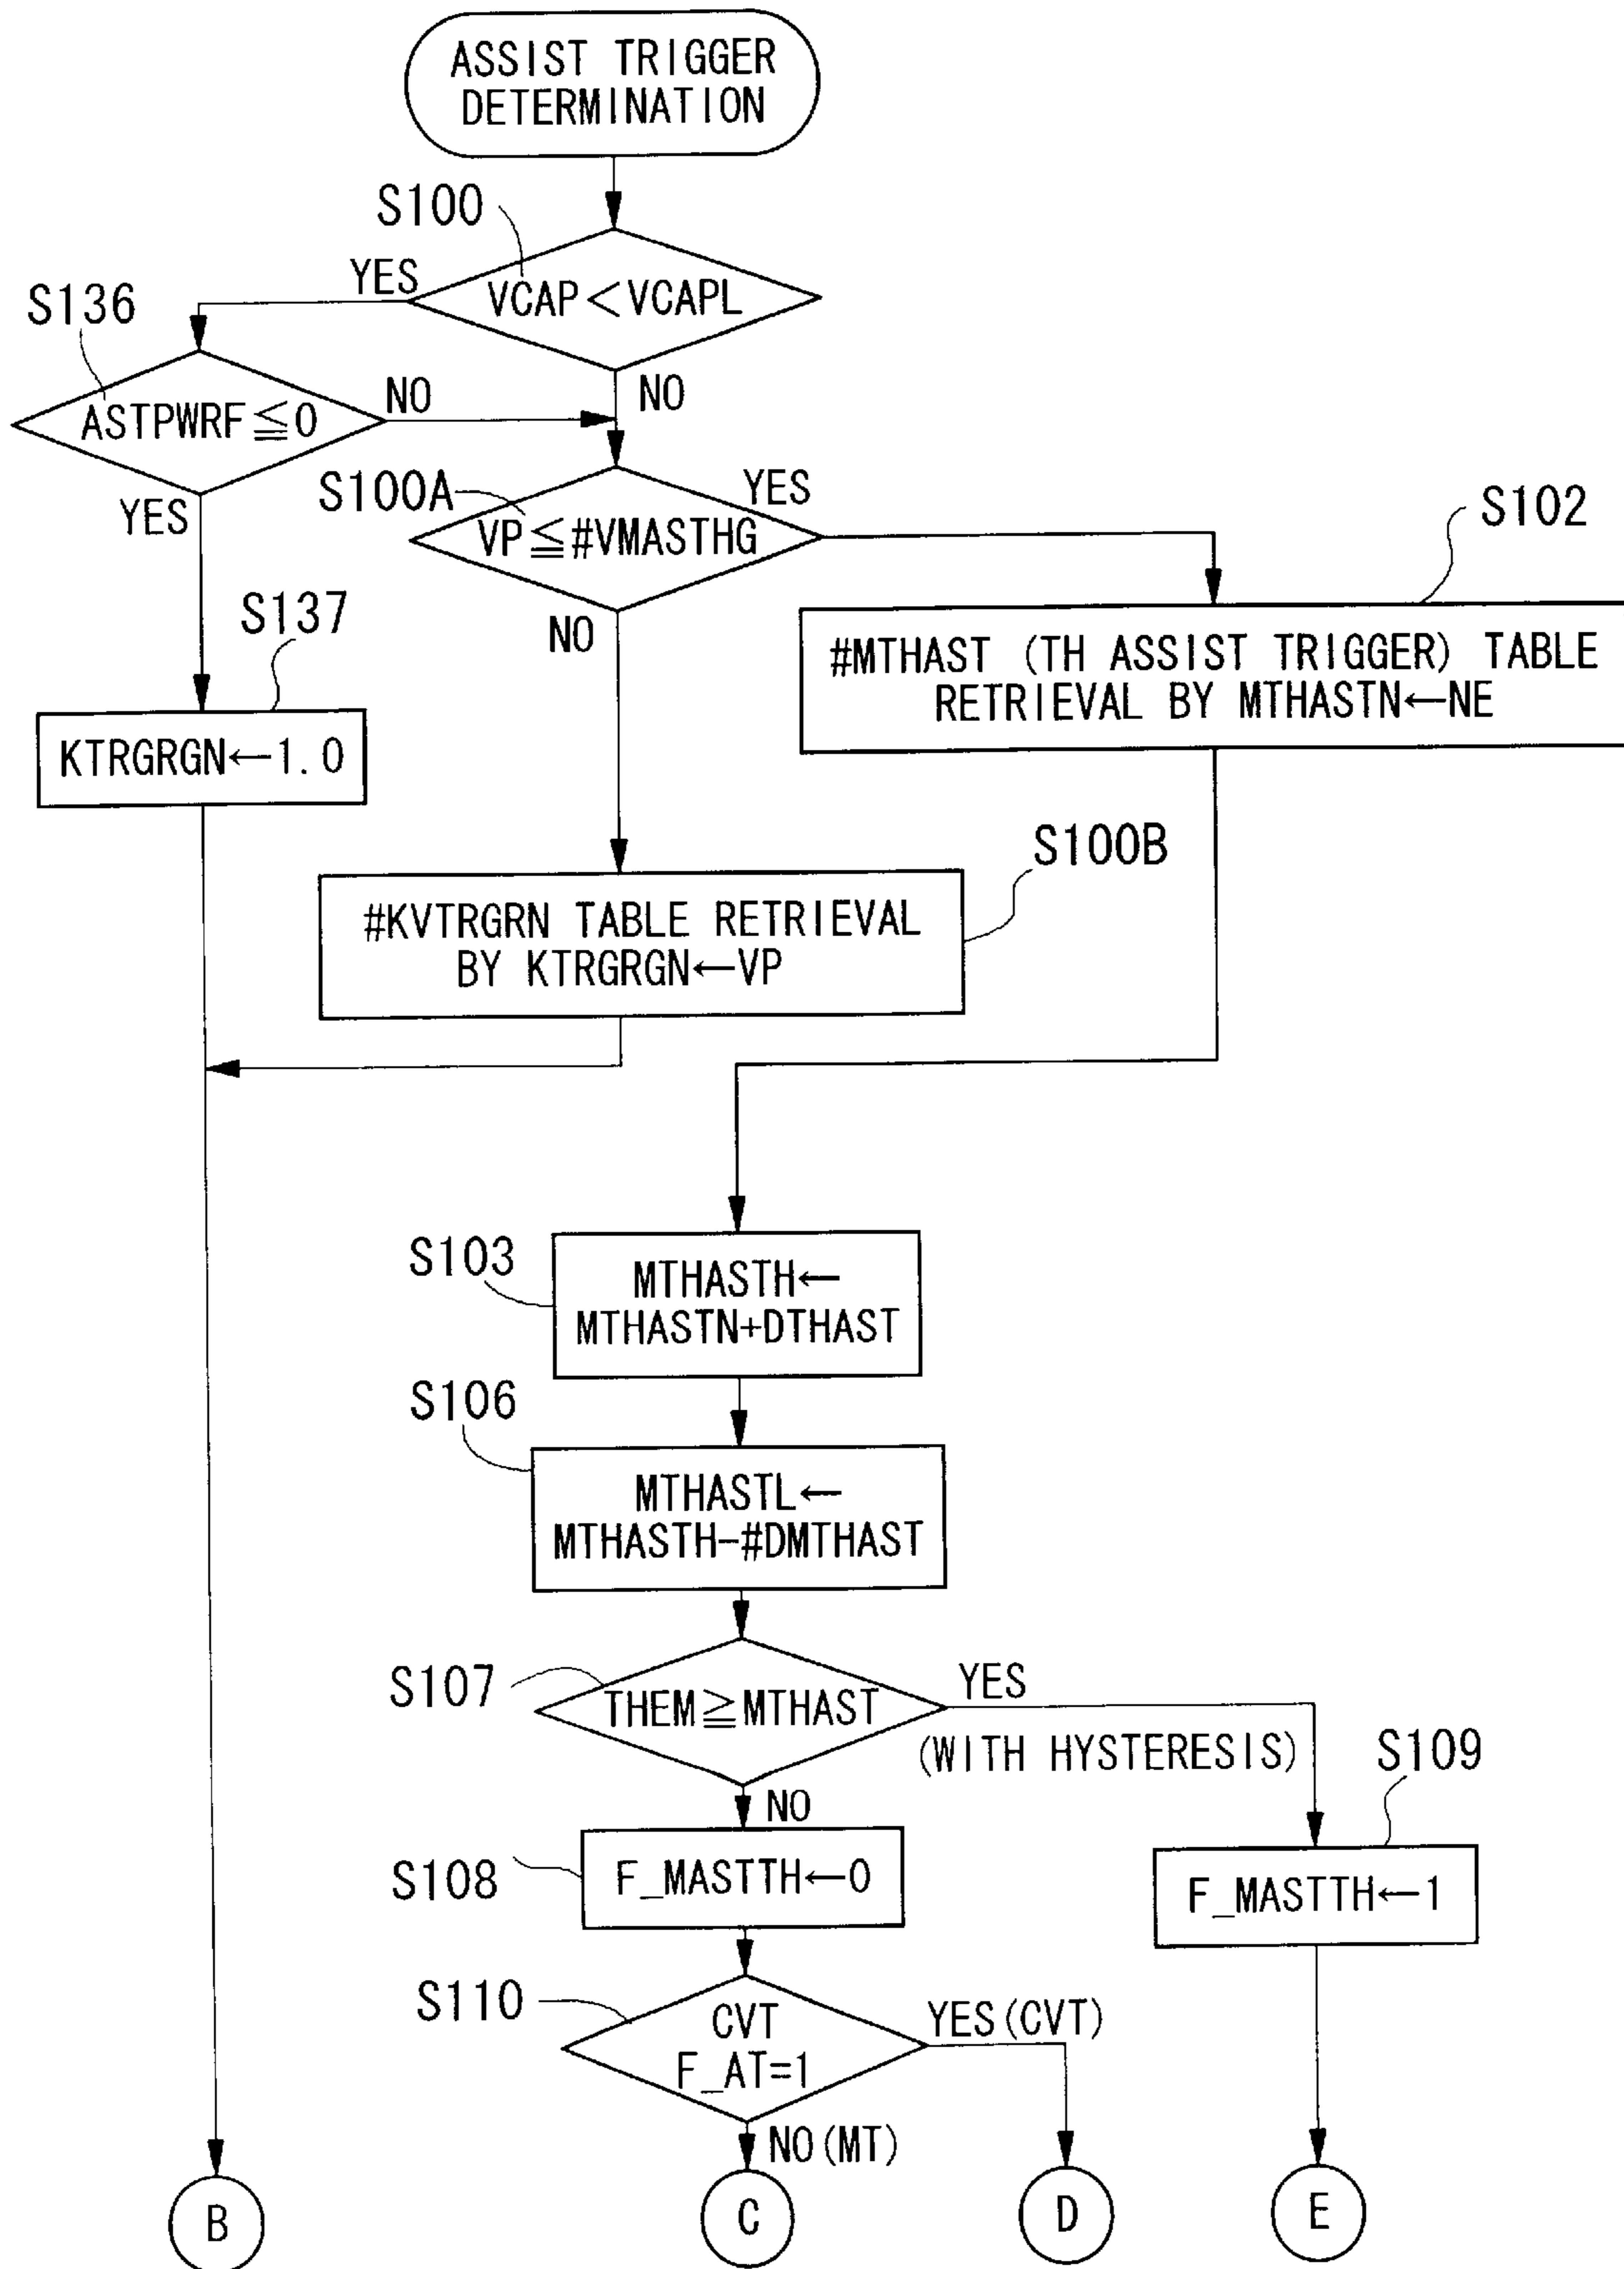 ASSIST TRIGGER
DETERMINATION
S100
YES
VCAP<VCAPL
S136
NO
NO
ASTPWRF≦0
YES
S100A
YES
VP≦#VMASTHG
NO
S102
#MTHAST (TH ASSIST TRIGGER) TABLE
RETRIEVAL BY MTHASTN←NE
S137
KTRGRGN←1.0
S100B
#KVTRGRN TABLE RETRIEVAL
BY KTRGRGN←VP
S103
MTHASTH←
MTHASTN+DTHAST
S106
MTHASTL←
MTHASTH-#DMTHAST
S107
THEM≧MTHAST
YES
(WITH HYSTERESIS)
NO
S109
S108
F_MASTTH←0
F_MASTTH←1
S110
CVT
F_AT=1
YES(CVT)
NO(MT)
B
C
D
E